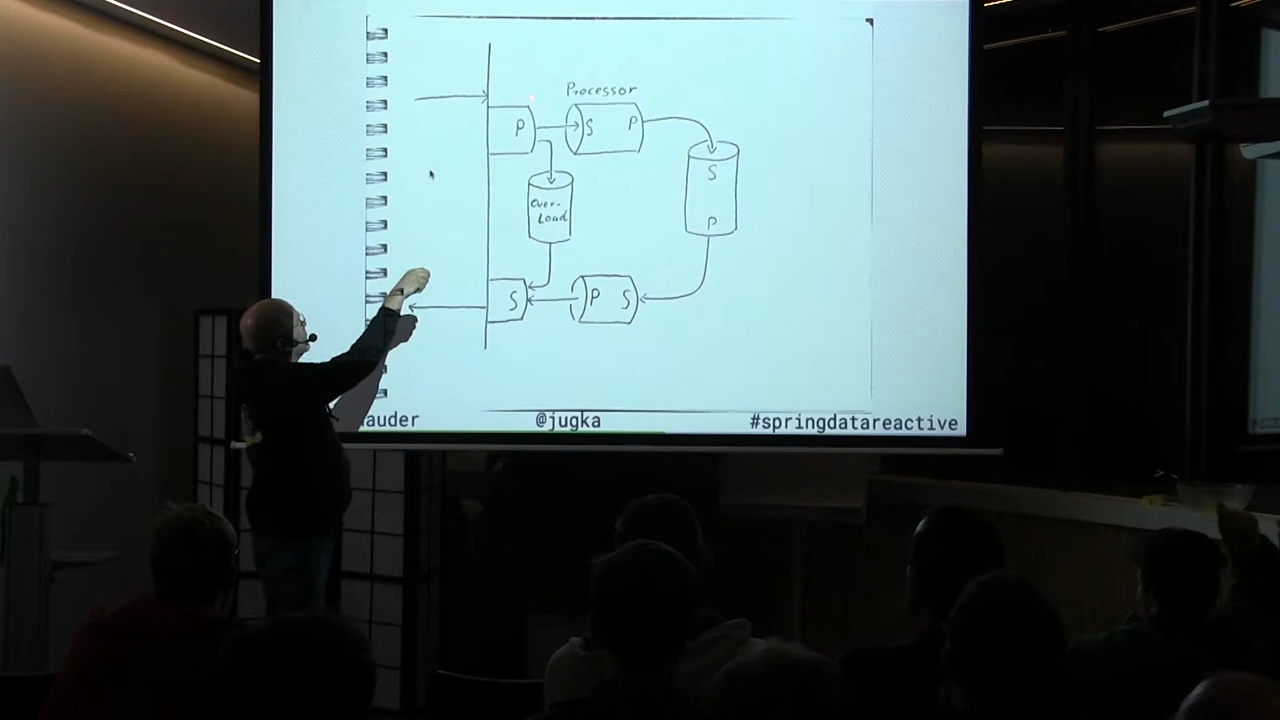 Processor
P
S P
S
Over-
Load
P
S
P S
auder @jugka #springdatareactive